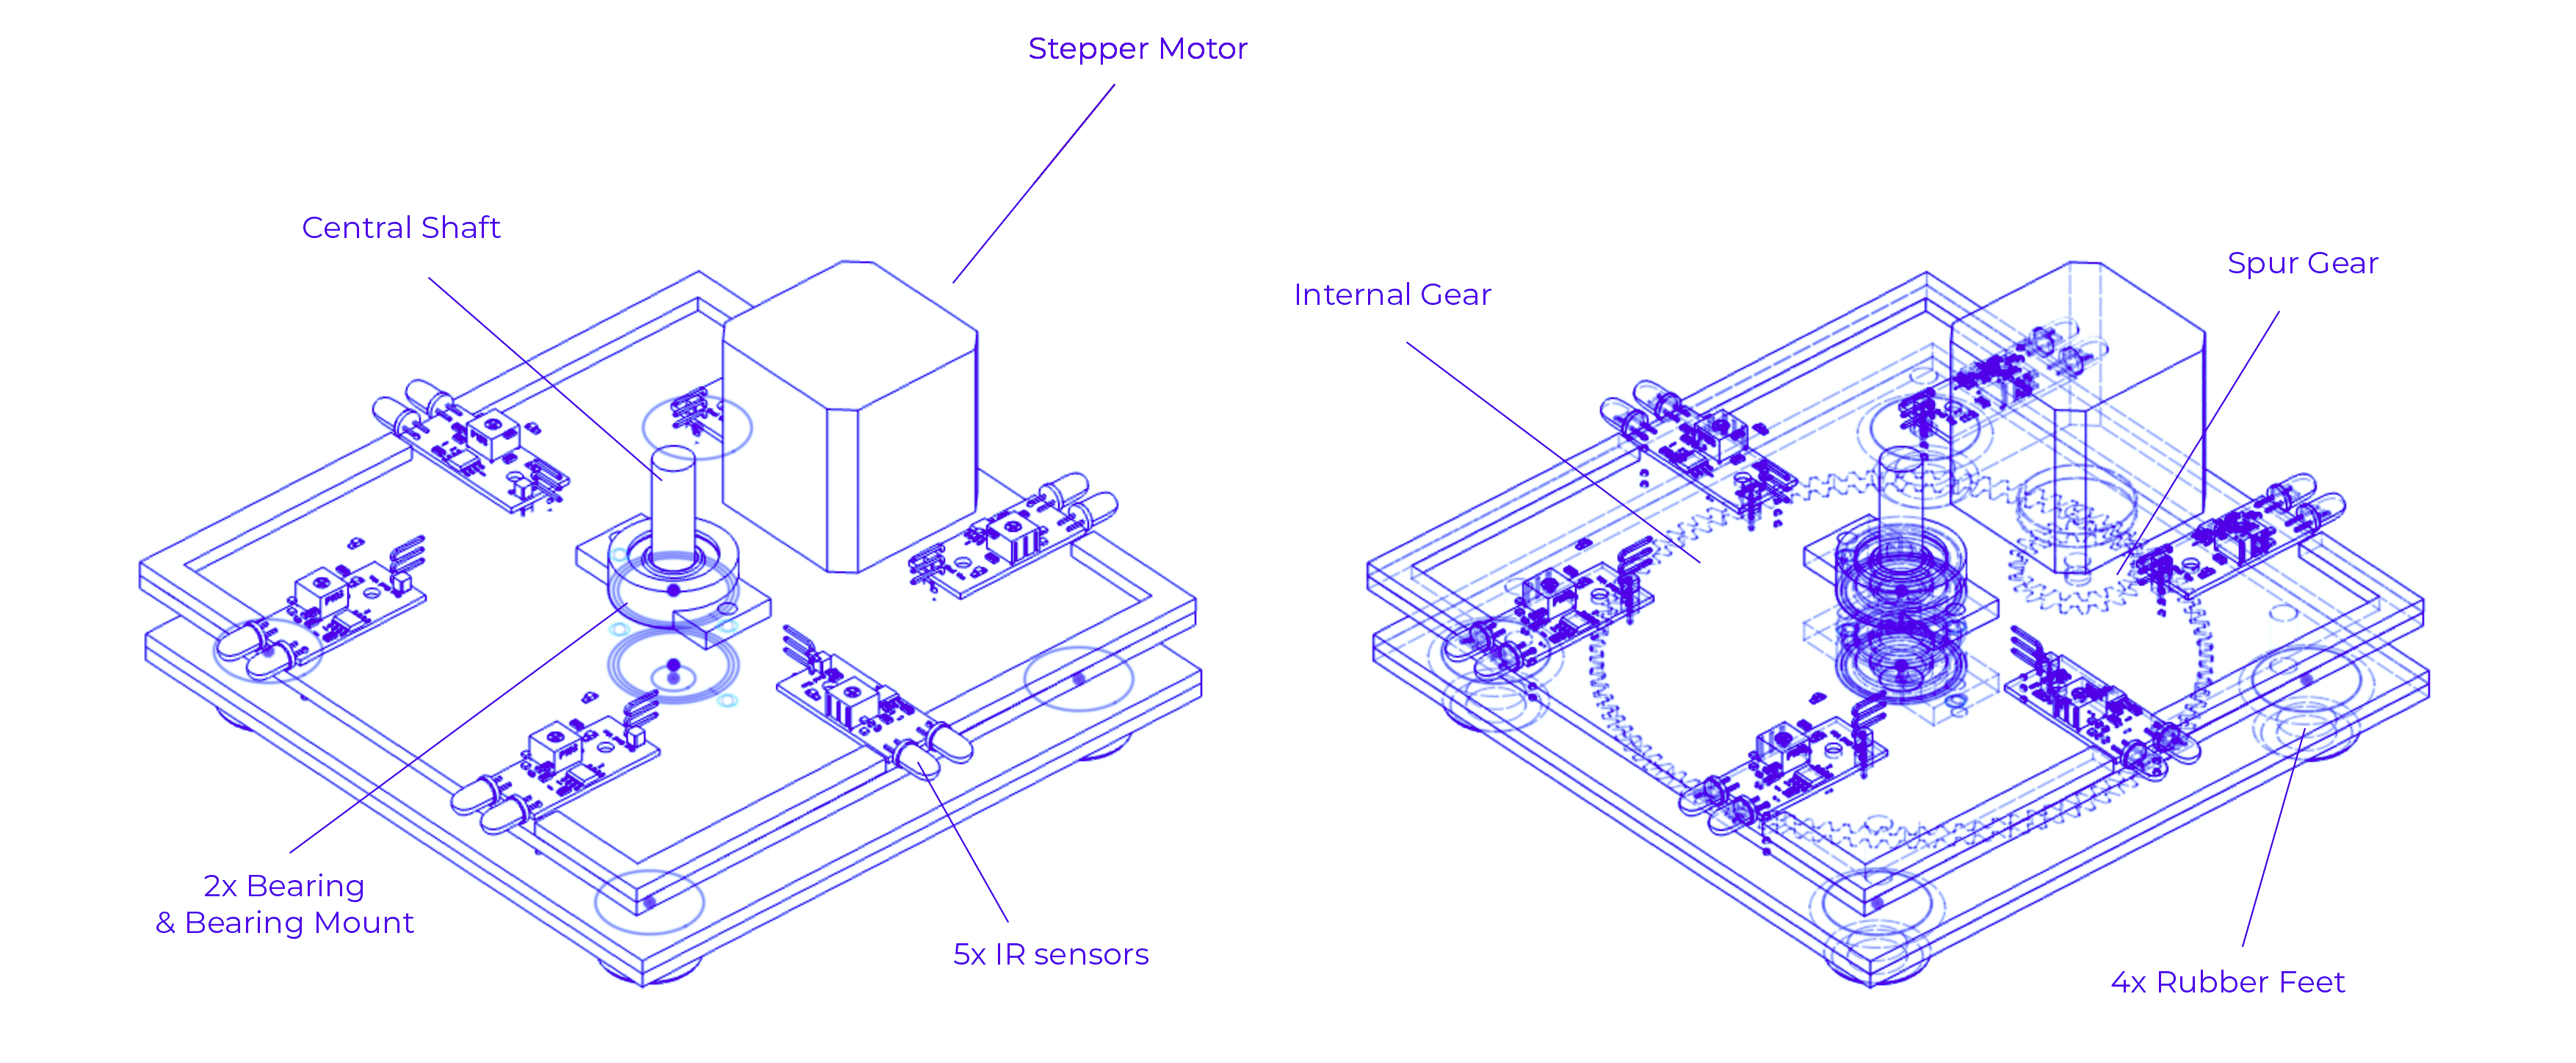 Stepper Motor
Central Shaft
2x Bearing
& Bearing Mount
5x IR sensors
Internal Gear
Spur Gear
4x Rubber Feet